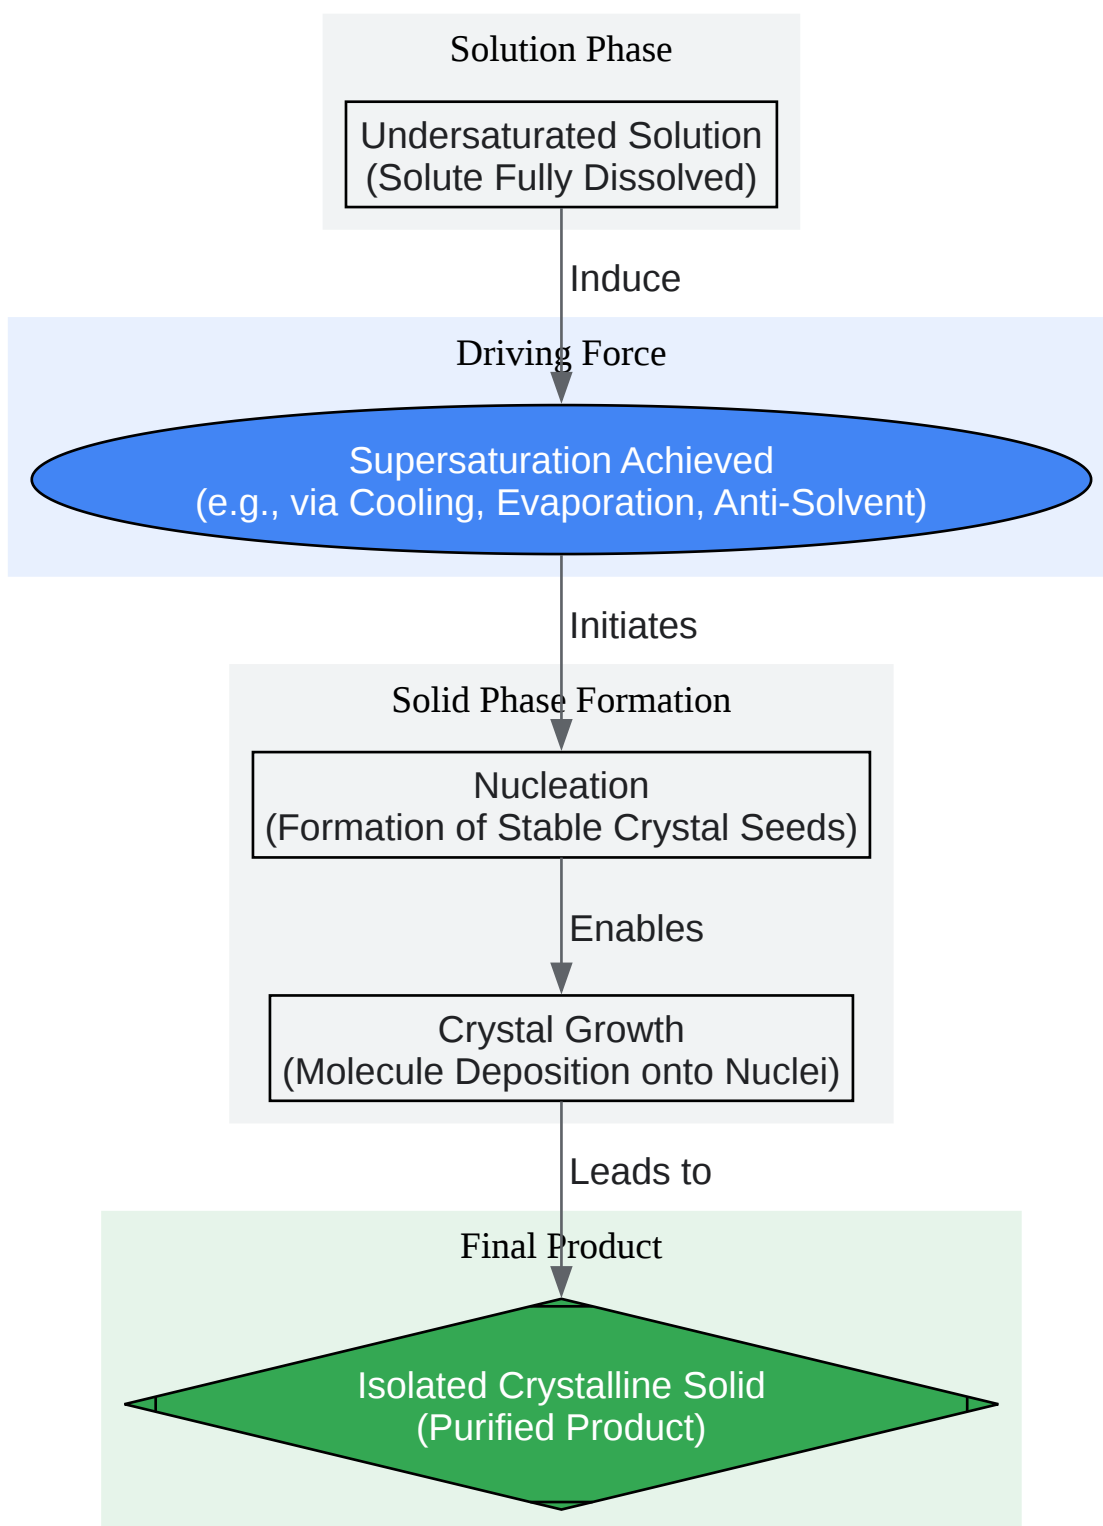 Solution Phase
Undersaturated Solution
(Solute Fully Dissolved)
Induce
Driving Force
Supersaturation Achieved
(e.g., via Cooling, Evaporation, Anti-Solvent)
Initiates
Solid Phase Formation
Nucleation
(Formation of Stable Crystal Seeds)
Enables
Crystal Growth
(Molecule Deposition onto Nuclei)
Leads to
Final Product
Isolated Crystalline Solid
(Purified Product)